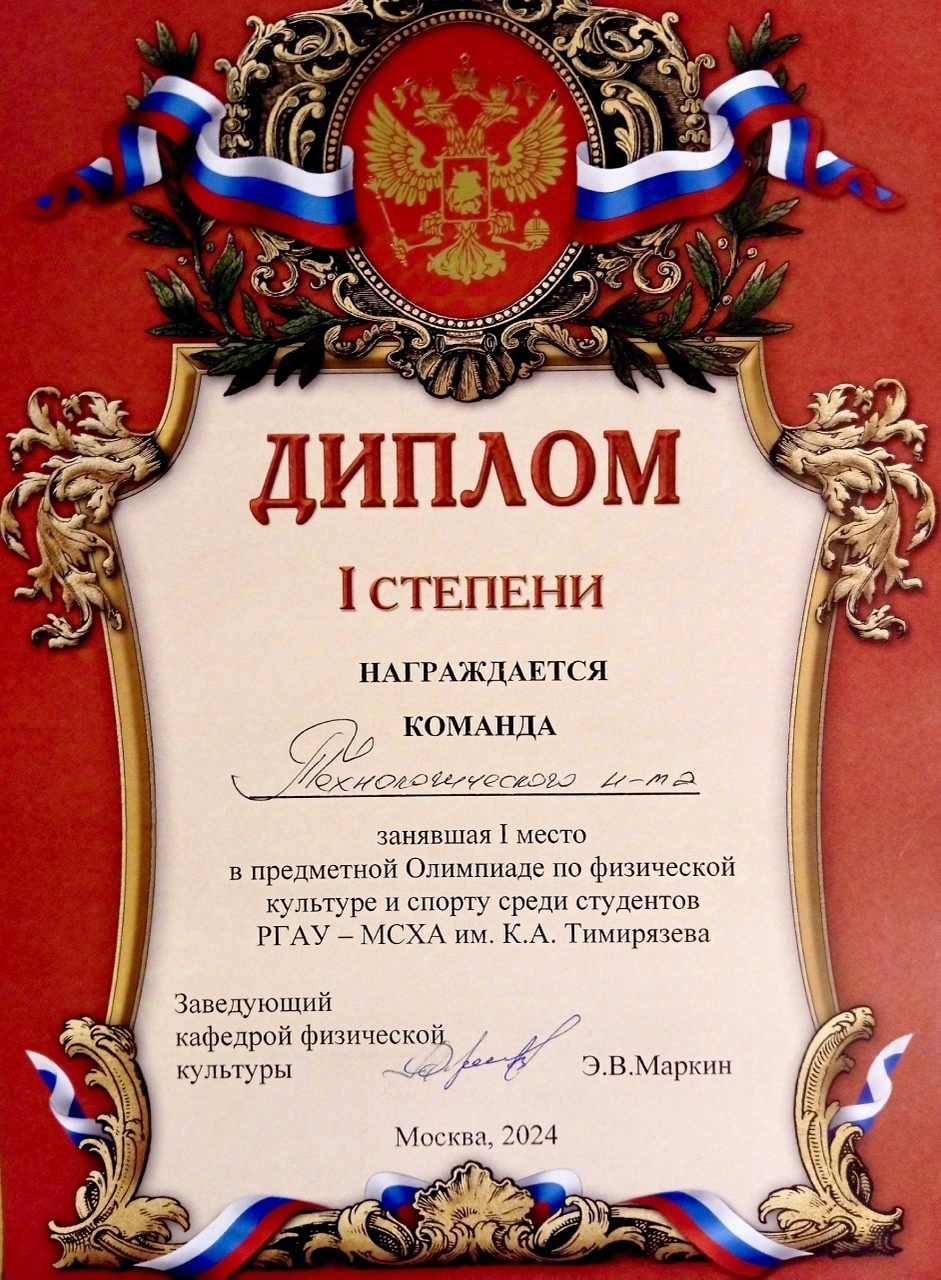 ДИПЛОМ
I СТЕПЕНИ
НАГРАЖДАЕТСЯ
КОМАНДА
Технологического и-та
занявшая I место
в предметной Олимпиаде по физической
культуре и спорту среди студентов
РГАУ – МСХА им. К.А. Тимирязева
Заведующий
кафедрой физической
культуры Э.В.Маркин
Москва, 2024